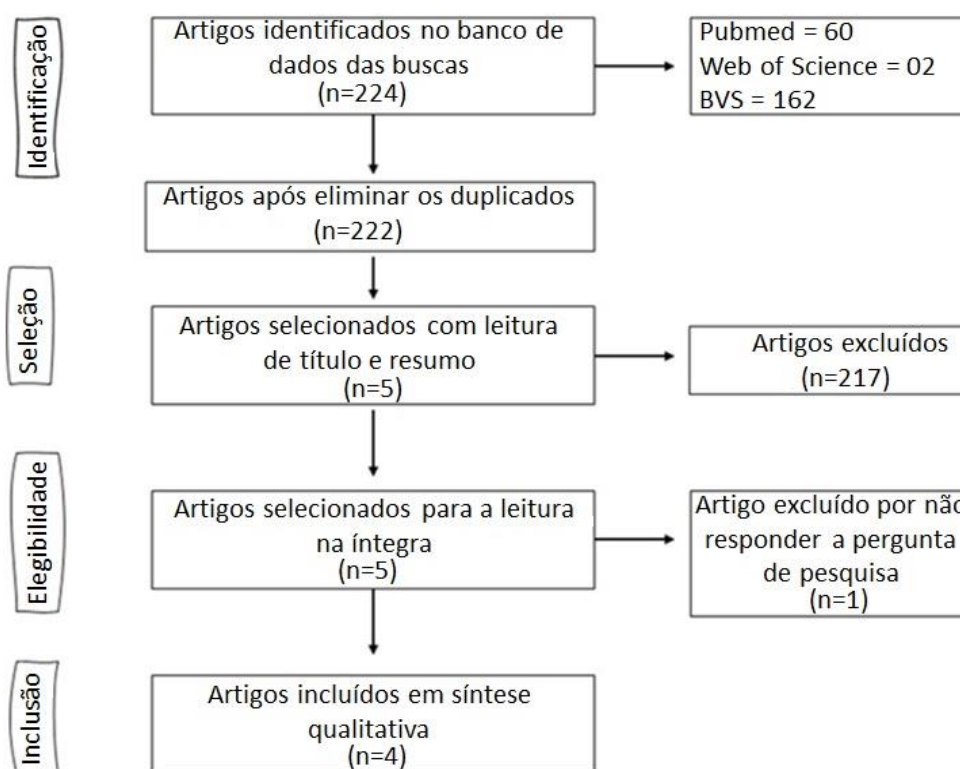 Identificação
Artigos identificados no banco de
dados das buscas
(n=224)
Pubmed = 60
Web of Science = 02
BVS = 162
Artigos após eliminar os duplicados
(n=222)
Seleção
Artigos selecionados com leitura
de título e resumo
(n=5)
Artigos excluídos
(n=217)
Elegibilidade
Artigos selecionados para a leitura
na íntegra
(n=5)
Artigo excluído por não
responder a pergunta
de pesquisa
(n=1)
Inclusão
Artigos incluídos em síntese
qualitativa
(n=4)